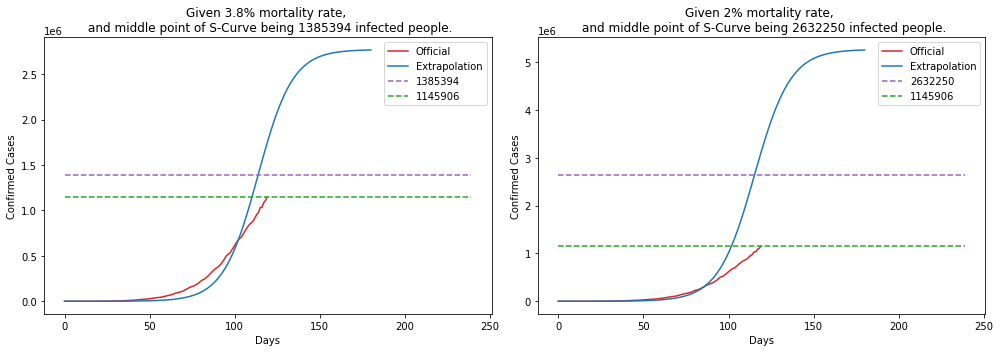 Given 3.8% mortality rate,
and middle point of S-Curve being 1385394 infected people.
1e6
Official
Extrapolation
1385394
1145906
2.5
2.0
1.5
1.0
0.5
0.0
Confirmed Cases
0
50
100
150
200
250
Days
Given 2% mortality rate,
and middle point of S-Curve being 2632250 infected people.
1e6
Official
Extrapolation
2632250
1145906
5
4
3
2
1
0
Confirmed Cases
0
50
100
150
200
250
Days